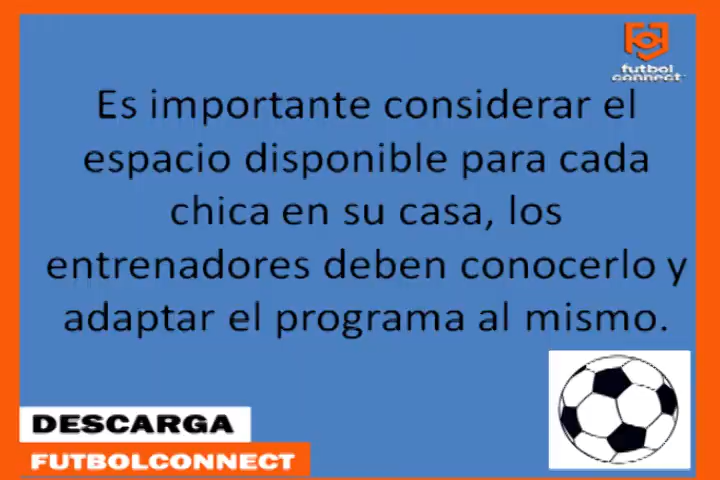 futbol
connect
Es importante considerar el
espacio disponible para cada
chica en su casa, los
entrenadores deben conocerlo y
adaptar el programa al mismo.
DESCARGA
FUTBOLCONNECT